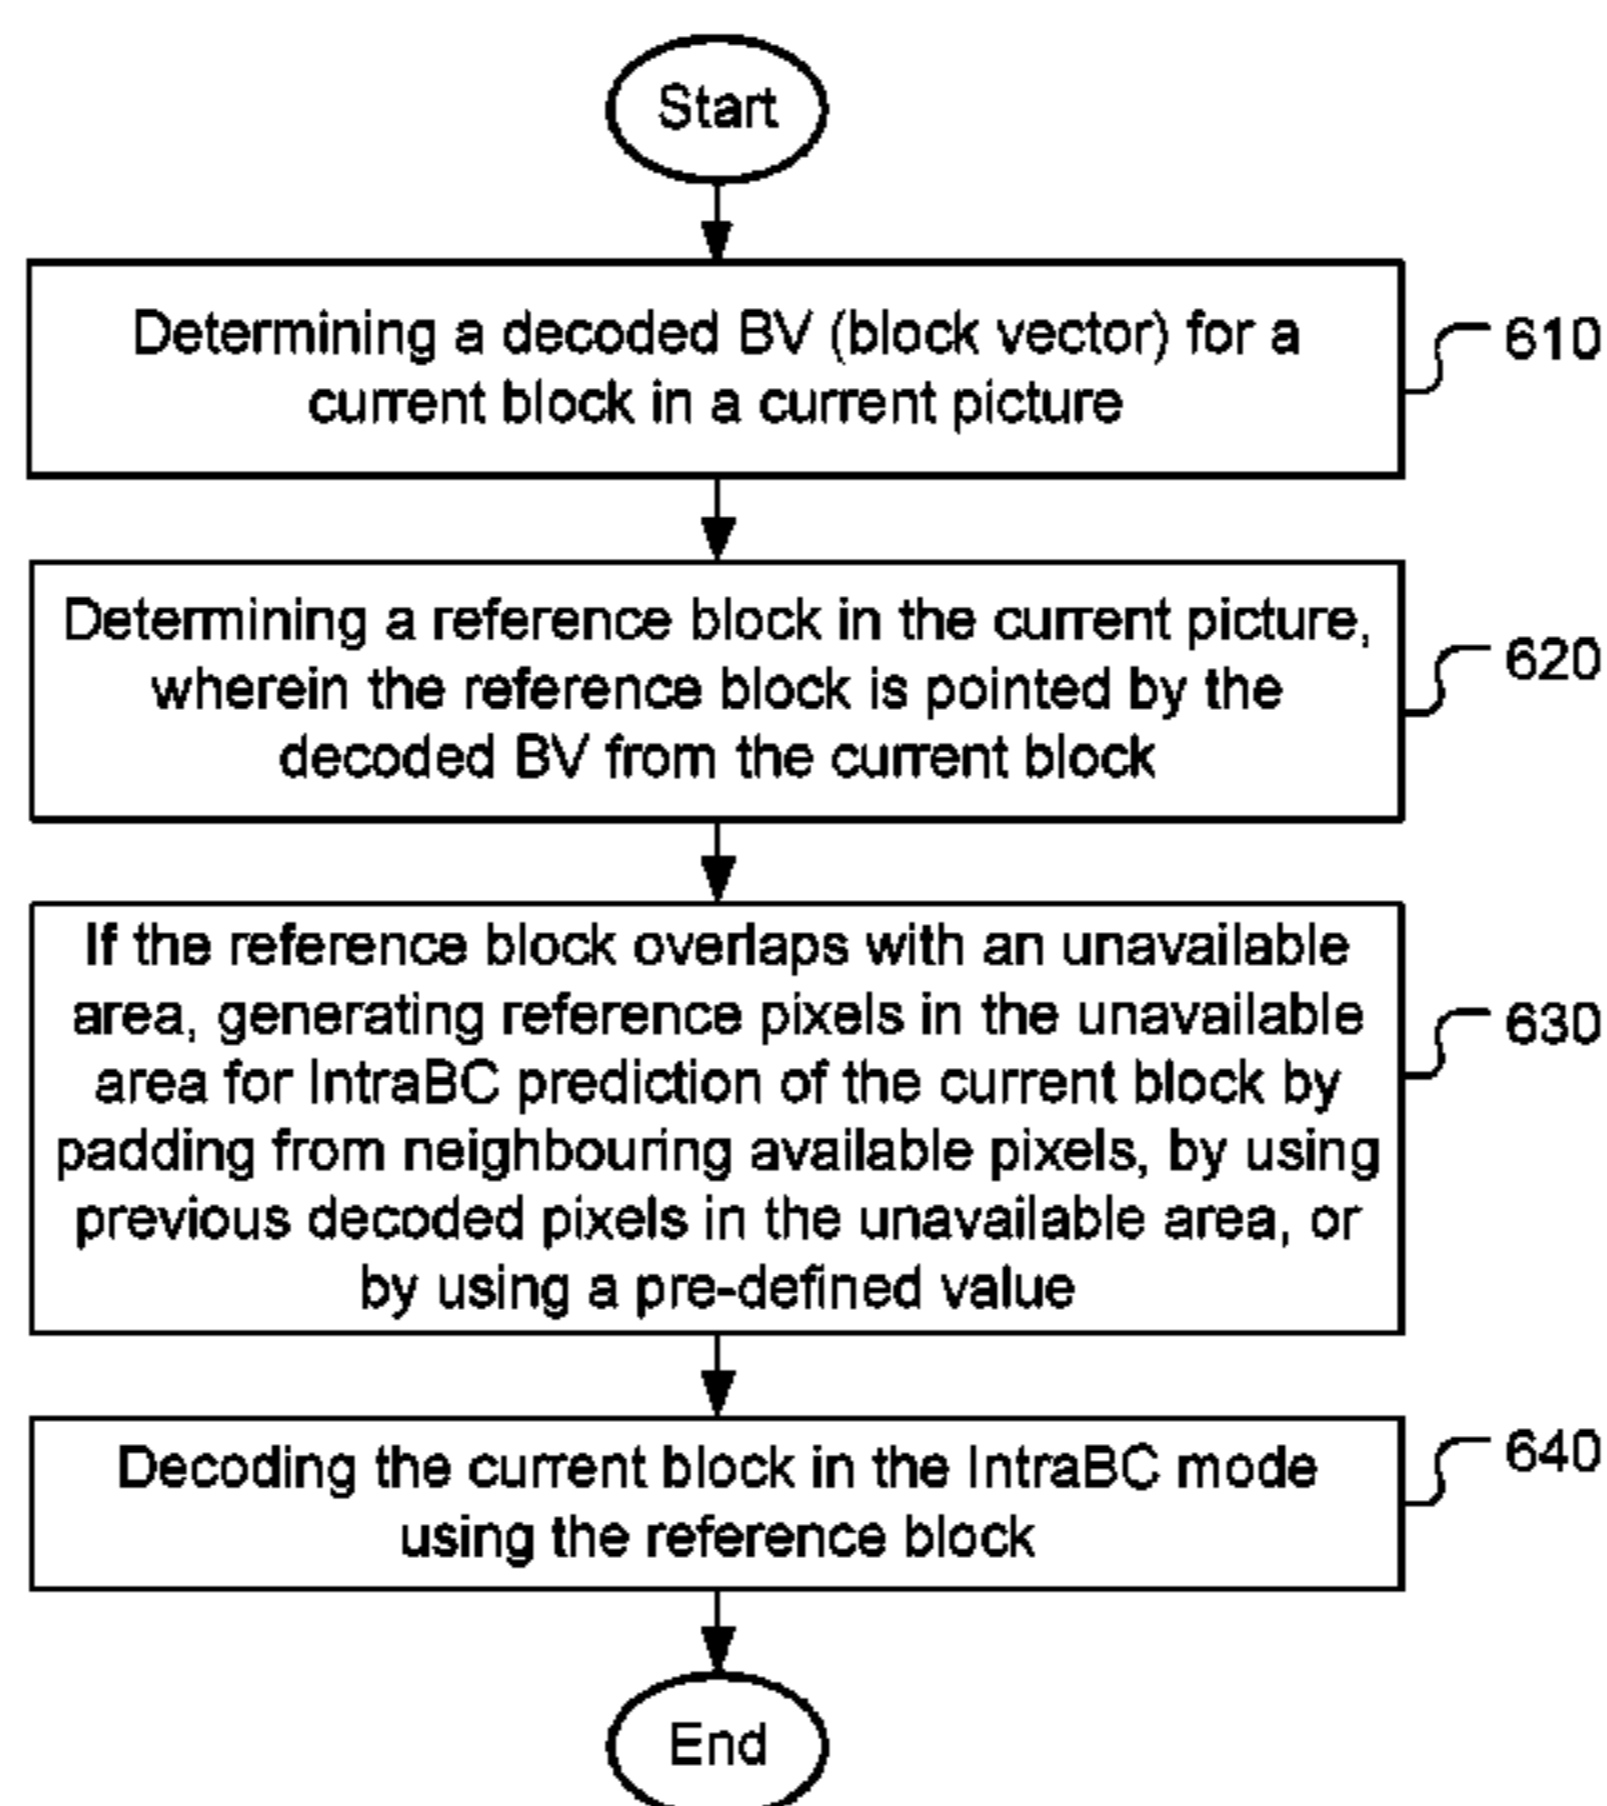 Start
Determining a decoded BV (block vector) for a
current block in a current picture
610
Determining a reference block in the current picture,
wherein the reference block is pointed by the
decoded BV from the current block
620
If the reference block overlaps with an unavailable
area, generating reference pixels in the unavailable
area for IntraBC prediction of the current block by
padding from neighbouring available pixels, by using
previous decoded pixels in the unavailable area, or
by using a pre-defined value
630
Decoding the current block in the IntraBC mode
using the reference block
640
End